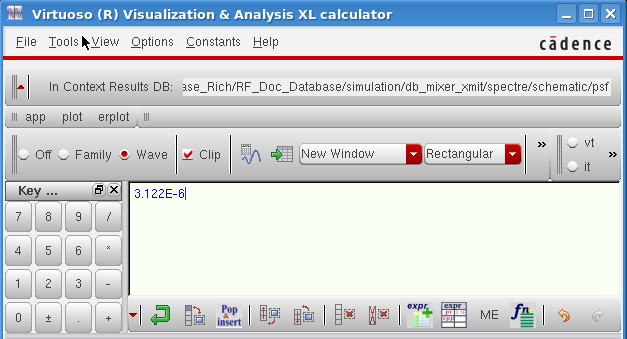 Virtuoso (R) Visualization & Analysis XL calculator
File Tools View Options Constants Help
cādence
In Context Results DB: ase_Rich/RF_Doc_Database/simulation/db_mixer_xmit/spectre/schematic/psf
app plot erplot
Off Family Wave Clip New Window Rectangular » vt
it »
Key ...
3.122E-6
7 8 9 /
4 5 6 *
1 2 3 -
0 ± . +
Pop & insert expr expr ME fn